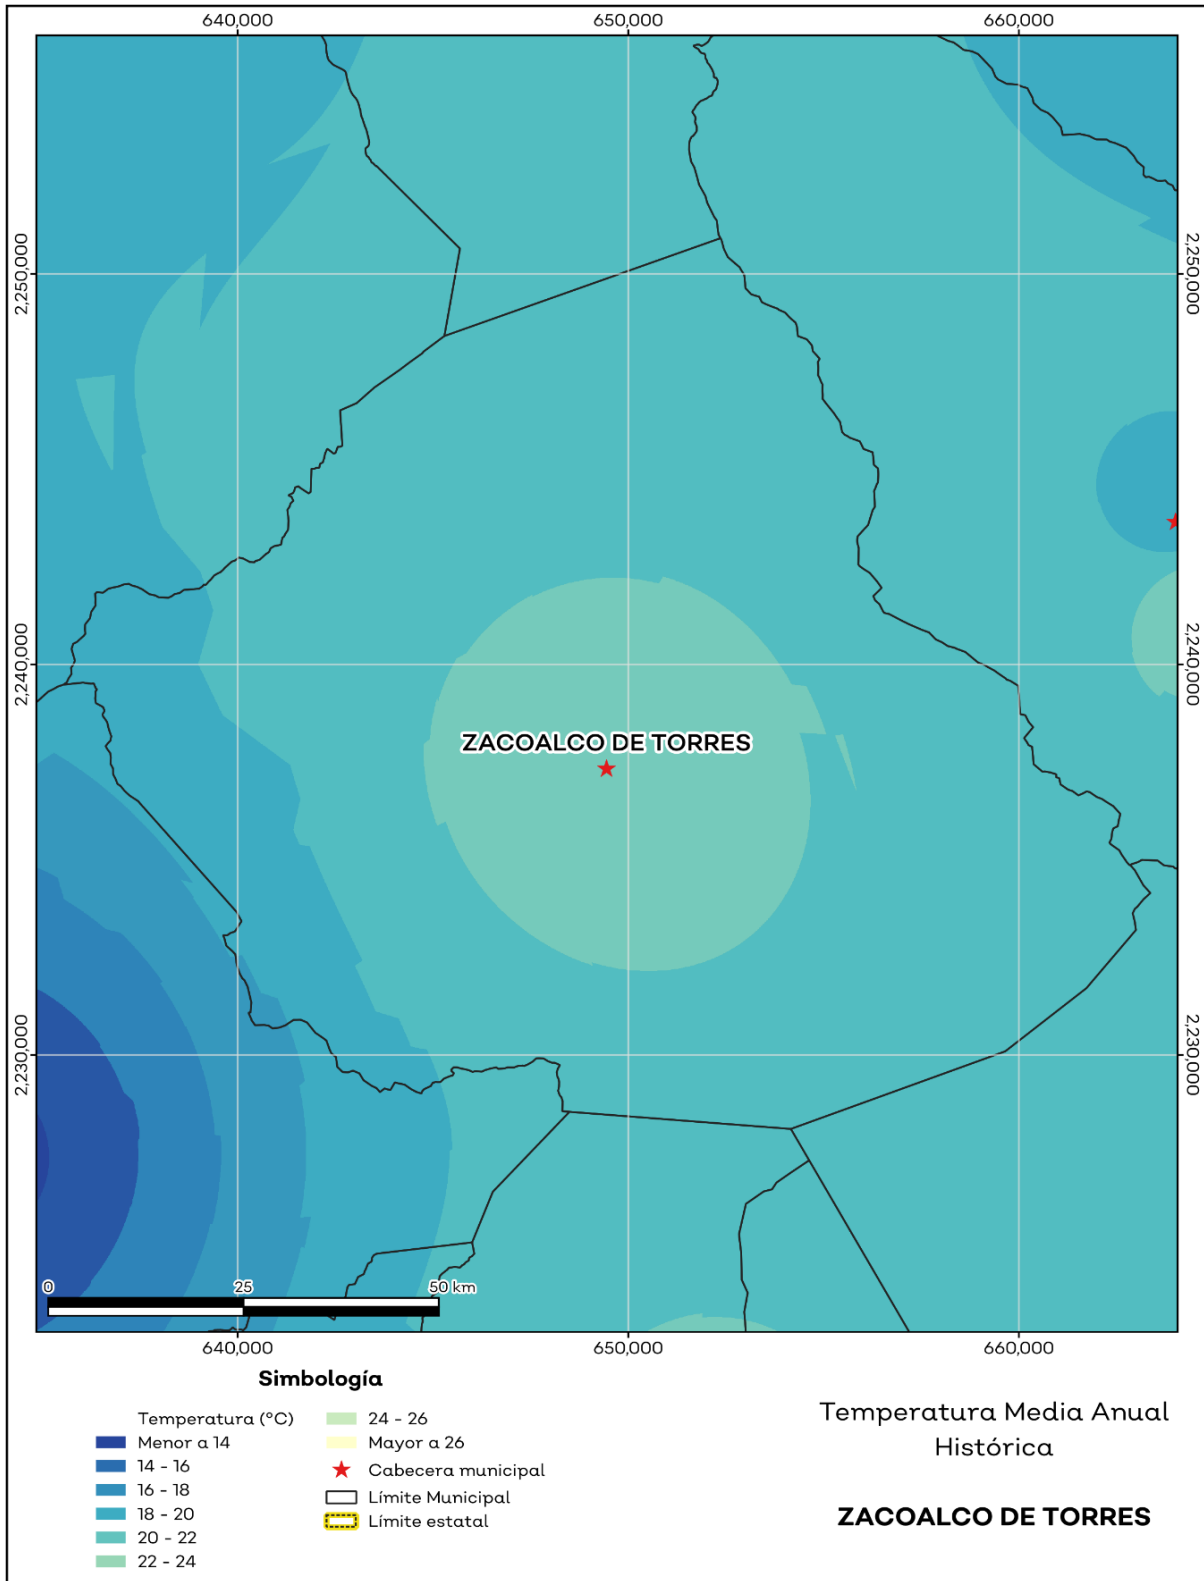 640,000 650,000 660,000
2,250,000 2,250,000
2,240,000 2,240,000
ZACOALCO DE TORRES
2,230,000 2,230,000
0 25 50 km
640,000 650,000 660,000
Simbología
Temperatura (°C)
Menor a 14
14 - 16
16 - 18
18 - 20
20 - 22
22 - 24
24 - 26
Mayor a 26
Cabecera municipal
Límite Municipal
Límite estatal
Temperatura Media Anual
Histórica
ZACOALCO DE TORRES